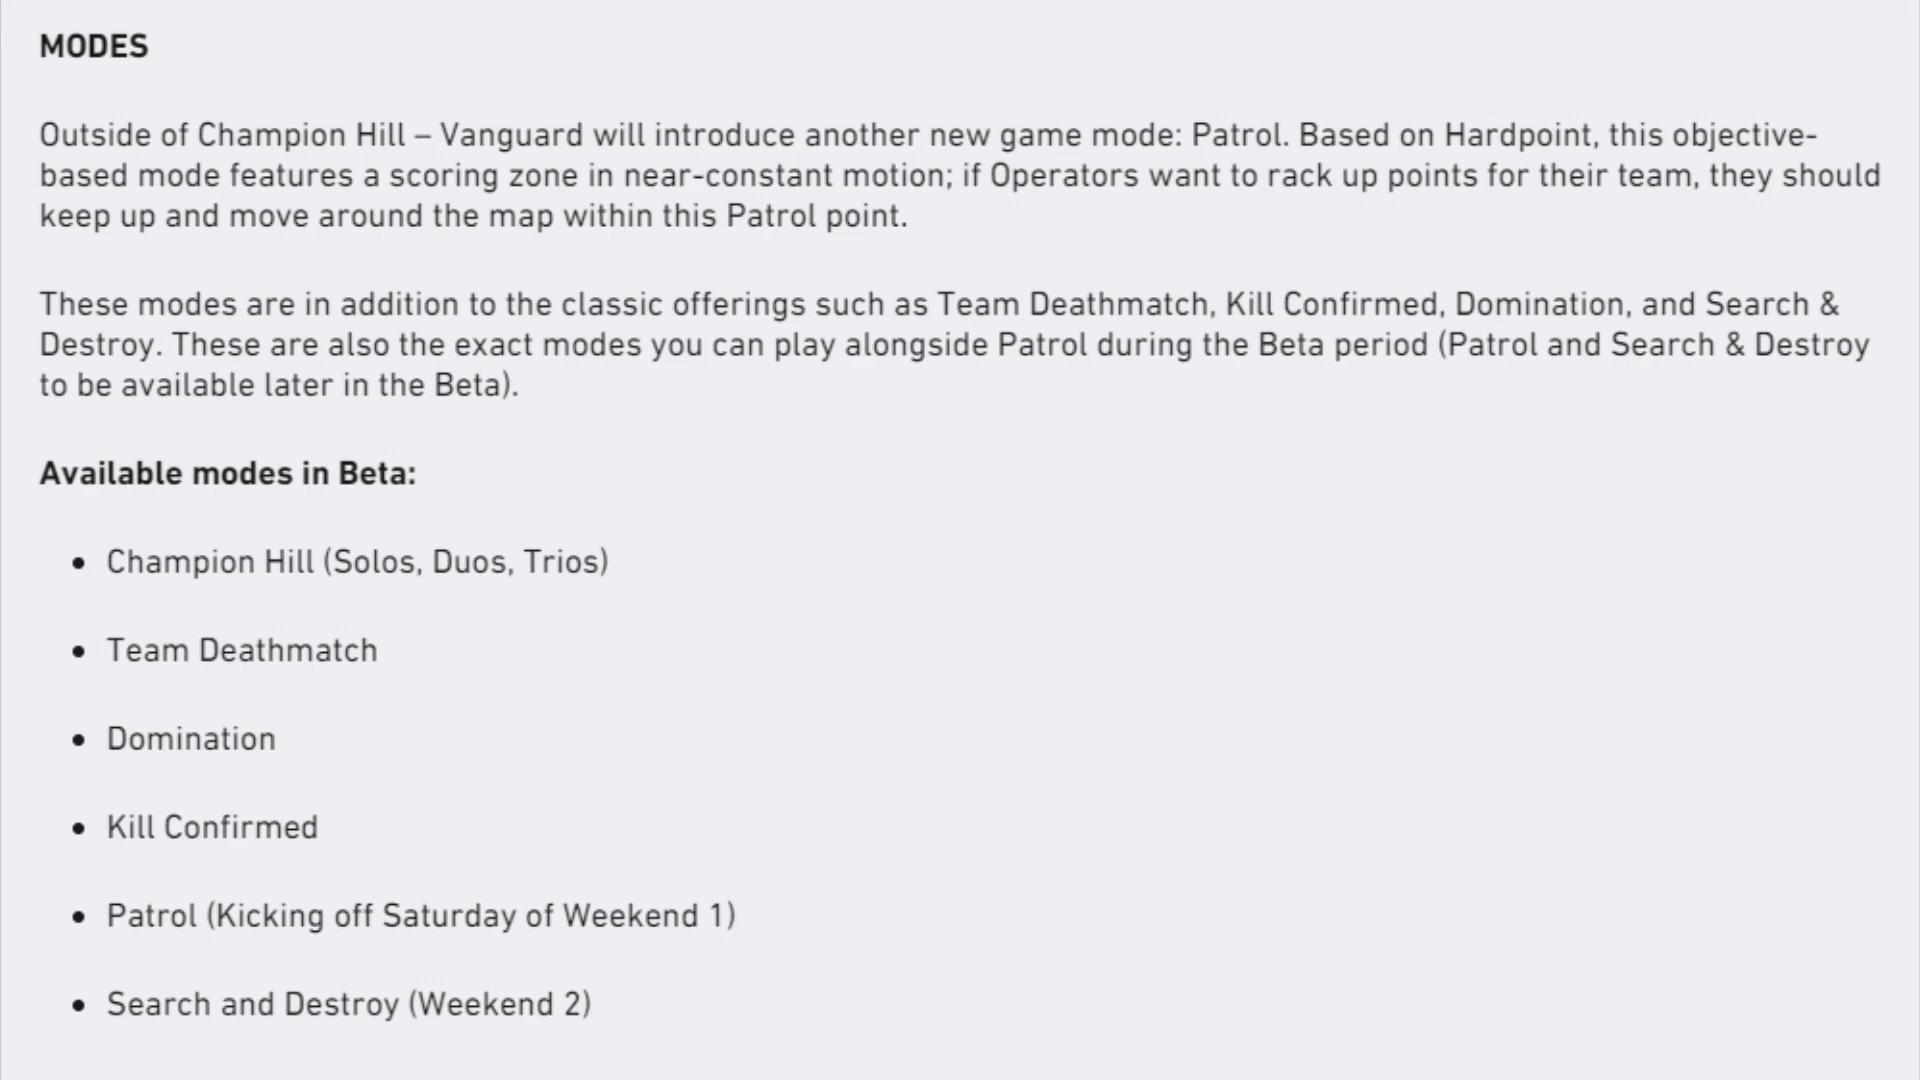 MODES
Outside of Champion Hill – Vanguard will introduce another new game mode: Patrol. Based on Hardpoint, this objective-
based mode features a scoring zone in near-constant motion; if Operators want to rack up points for their team, they should
keep up and move around the map within this Patrol point.
These modes are in addition to the classic offerings such as Team Deathmatch, Kill Confirmed, Domination, and Search &
Destroy. These are also the exact modes you can play alongside Patrol during the Beta period (Patrol and Search & Destroy
to be available later in the Beta).
Available modes in Beta:
• Champion Hill (Solos, Duos, Trios)
• Team Deathmatch
• Domination
• Kill Confirmed
• Patrol (Kicking off Saturday of Weekend 1)
• Search and Destroy (Weekend 2)